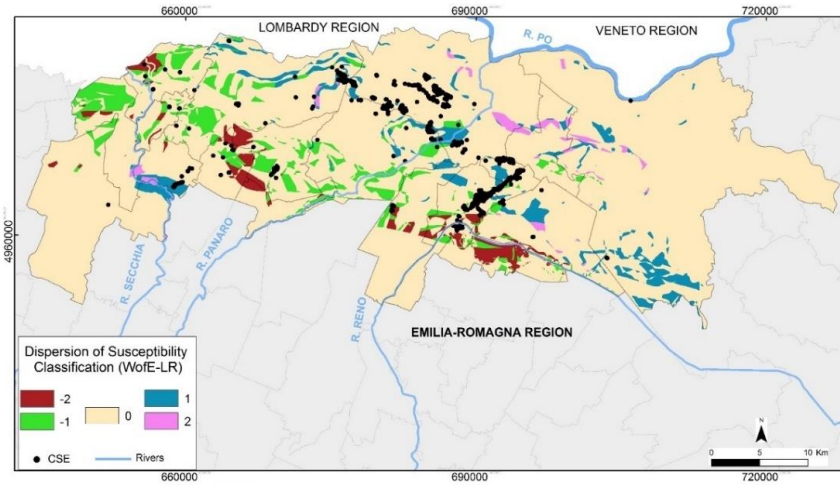 660000
690000
720000
LOMBARDY REGION
VENETO REGION
R. PO
4960000
4960000
R. SECCHIA
R. PANARO
R. RENO
EMILIA-ROMAGNA REGION
Dispersion of Susceptibility
Classification (WofE-LR)
-2
-1
0
1
2
CSE
Rivers
N
0 5 10 Km
660000
690000
720000